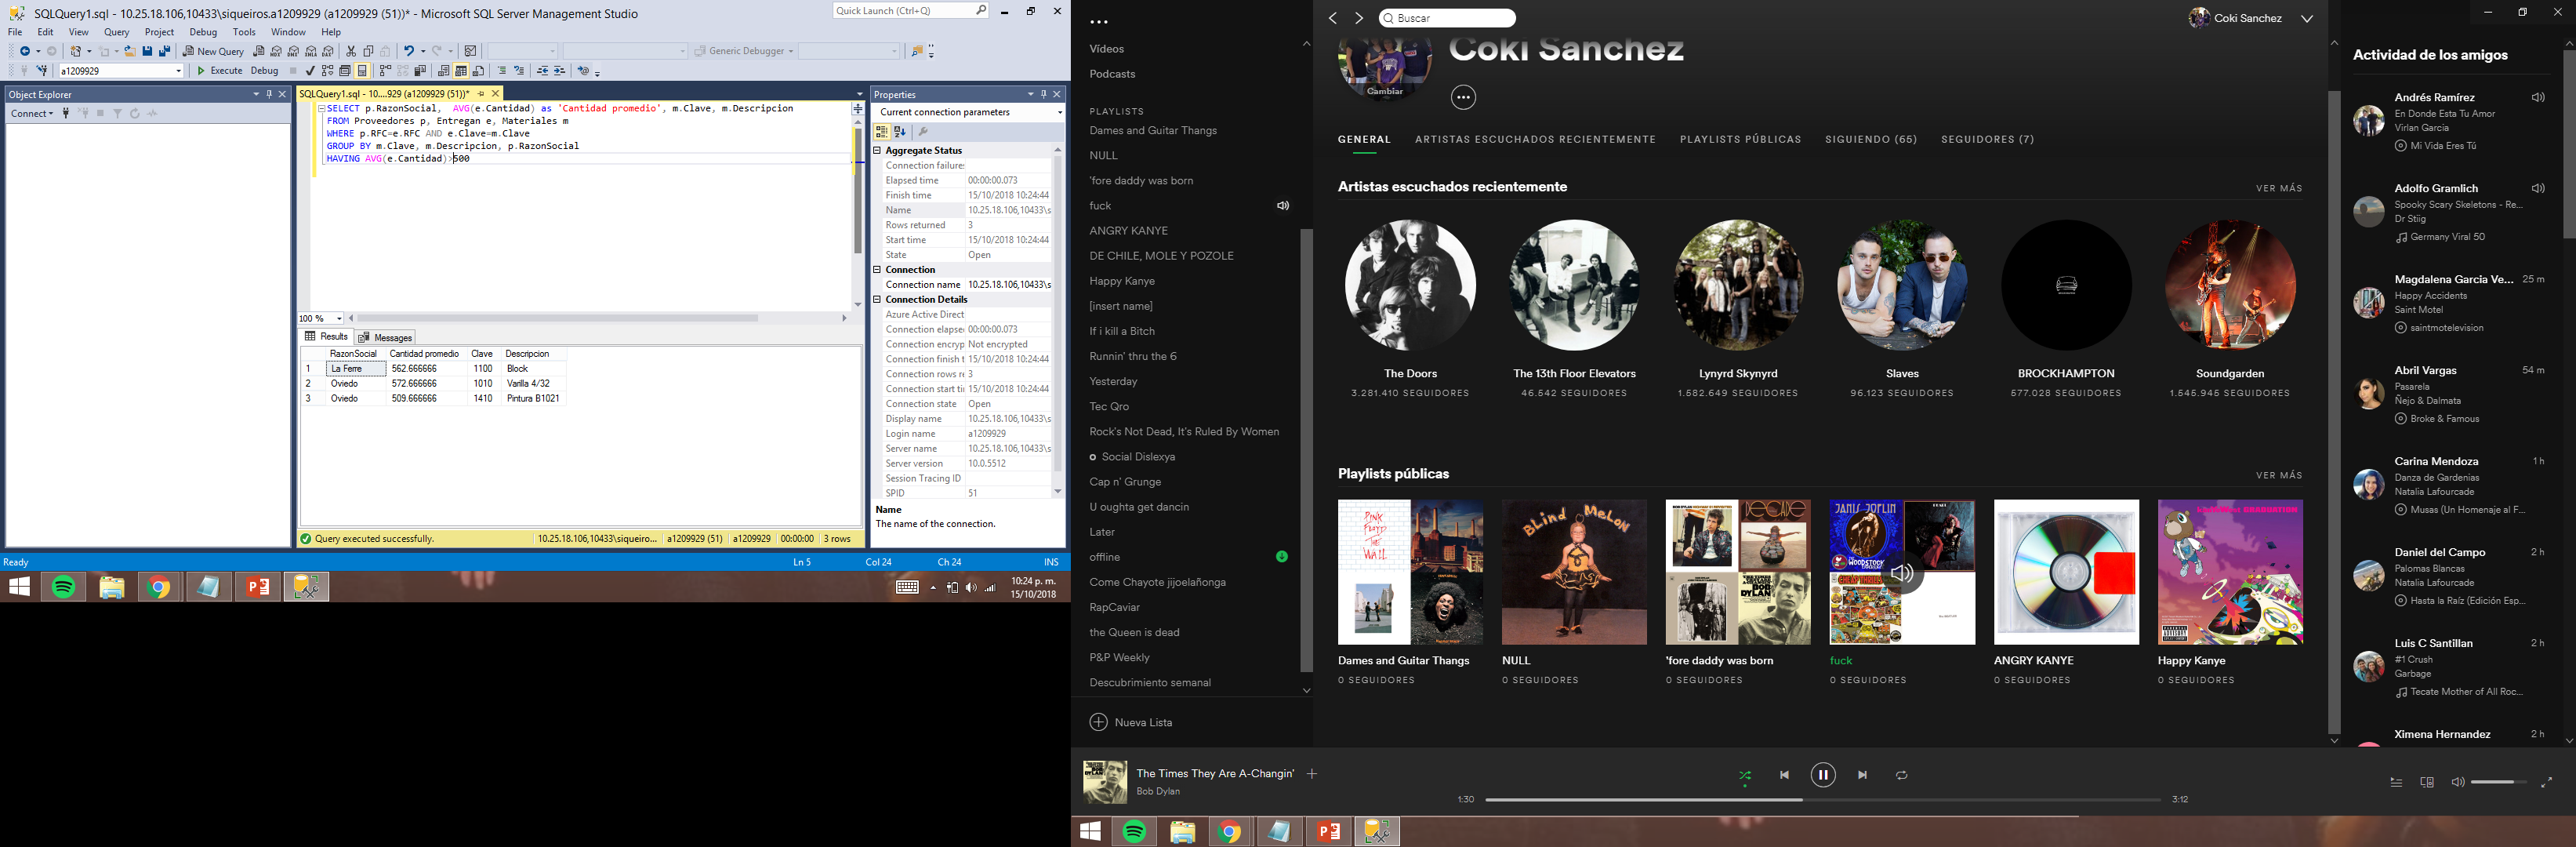 SQLQuery1.sql - 10.25.18.106,10433\siqueiros.a1209929 (a1209929 (51))* - Microsoft SQL Server Management Studio
Quick Launch (Ctrl+Q)
File Edit View Query Project Debug Tools Window Help
New Query
Generic Debugger
a1209929
Execute Debug
Object Explorer
Connect
SQLQuery1.sql - 10....929 (a1209929 (51))*
SELECT p.RazonSocial, AVG(e.Cantidad) as 'Cantidad promedio', m.Clave, m.Descripcion
FROM Proveedores p, Entregan e, Materiales m
WHERE p.RFC=e.RFC AND e.Clave=m.Clave
GROUP BY m.Clave, m.Descripcion, p.RazonSocial
HAVING AVG(e.Cantidad)>500
100 %
Results Messages
RazonSocial Cantidad promedio Clave Descripcion
1 La Ferre 562.666666 1100 Block
2 Oviedo 572.666666 1010 Varilla 4/32
3 Oviedo 509.666666 1410 Pintura B1021
Query executed successfully.
10.25.18.106,10433\siqueiro... a1209929 (51) a1209929 00:00:00 3 rows
Properties
Current connection parameters
Aggregate Status
Connection failures
Elapsed time 00:00:00.073
Finish time 15/10/2018 10:24:44
Name 10.25.18.106,10433\s
Rows returned 3
Start time 15/10/2018 10:24:44
State Open
Connection
Connection name 10.25.18.106,10433\s
Connection Details
Azure Active Direct
Connection elapse 00:00:00.073
Connection encryp Not encrypted
Connection finish t 15/10/2018 10:24:44
Connection rows re 3
Connection start ti 15/10/2018 10:24:44
Connection state Open
Display name 10.25.18.106,10433\s
Login name a1209929
Server name 10.25.18.106,10433\s
Server version 10.0.5512
Session Tracing ID
SPID 51
Name
The name of the connection.
Ready
Ln 5 Col 24 Ch 24 INS
10:24 p. m.
15/10/2018
Vídeos
Podcasts
PLAYLISTS
Dames and Guitar Thangs
NULL
'fore daddy was born
fuck
ANGRY KANYE
DE CHILE, MOLE Y POZOLE
Happy Kanye
[insert name]
If i kill a Bitch
Runnin' thru the 6
Yesterday
Tec Qro
Rock's Not Dead, It's Ruled By Women
Social Dislexya
Cap n' Grunge
U oughta get dancin
Later
offline
Come Chayote jijoelañonga
RapCaviar
the Queen is dead
P&P Weekly
Descubrimiento semanal
Nueva Lista
Buscar
Coki Sanchez
Coki Sanchez
Cambiar
GENERAL ARTISTAS ESCUCHADOS RECIENTEMENTE PLAYLISTS PÚBLICAS SIGUIENDO (65) SEGUIDORES (7)
Artistas escuchados recientemente
VER MÁS
The Doors The 13th Floor Elevators Lynyrd Skynyrd Slaves BROCKHAMPTON Soundgarden
3.281.410 SEGUIDORES 46.542 SEGUIDORES 1.582.649 SEGUIDORES 96.123 SEGUIDORES 577.028 SEGUIDORES 1.545.945 SEGUIDORES
Playlists públicas
VER MÁS
PINK FLOYD THE WALL
BLIND MELON
DECADE
BOB DYLAN
JANIS JOPLIN
WOODSTOCK
CHEAP THRILLS
Dames and Guitar Thangs NULL 'fore daddy was born fuck ANGRY KANYE Happy Kanye
0 SEGUIDORES 0 SEGUIDORES 0 SEGUIDORES 0 SEGUIDORES 0 SEGUIDORES 0 SEGUIDORES
Actividad de los amigos
Andrés Ramírez
En Donde Esta Tu Amor
Virlan Garcia
Mi Vida Eres Tú
Adolfo Gramlich
Spooky Scary Skeletons - Re...
Dr Stiig
Germany Viral 50
Magdalena Garcia Ve... 25 m
Happy Accidents
Saint Motel
saintmotelevision
Abril Vargas 54 m
Pasarela
Ñejo & Dalmata
Broke & Famous
Carina Mendoza 1 h
Danza de Gardenias
Natalia Lafourcade
Musas (Un Homenaje al F...
Daniel del Campo 2 h
Palomas Blancas
Natalia Lafourcade
Hasta la Raíz (Edición Esp...
Luis C Santillan 2 h
#1 Crush
Garbage
Tecate Mother of All Roc...
Ximena Hernandez 2 h
The Times They Are A-Changin'
Bob Dylan
1:30 3:12